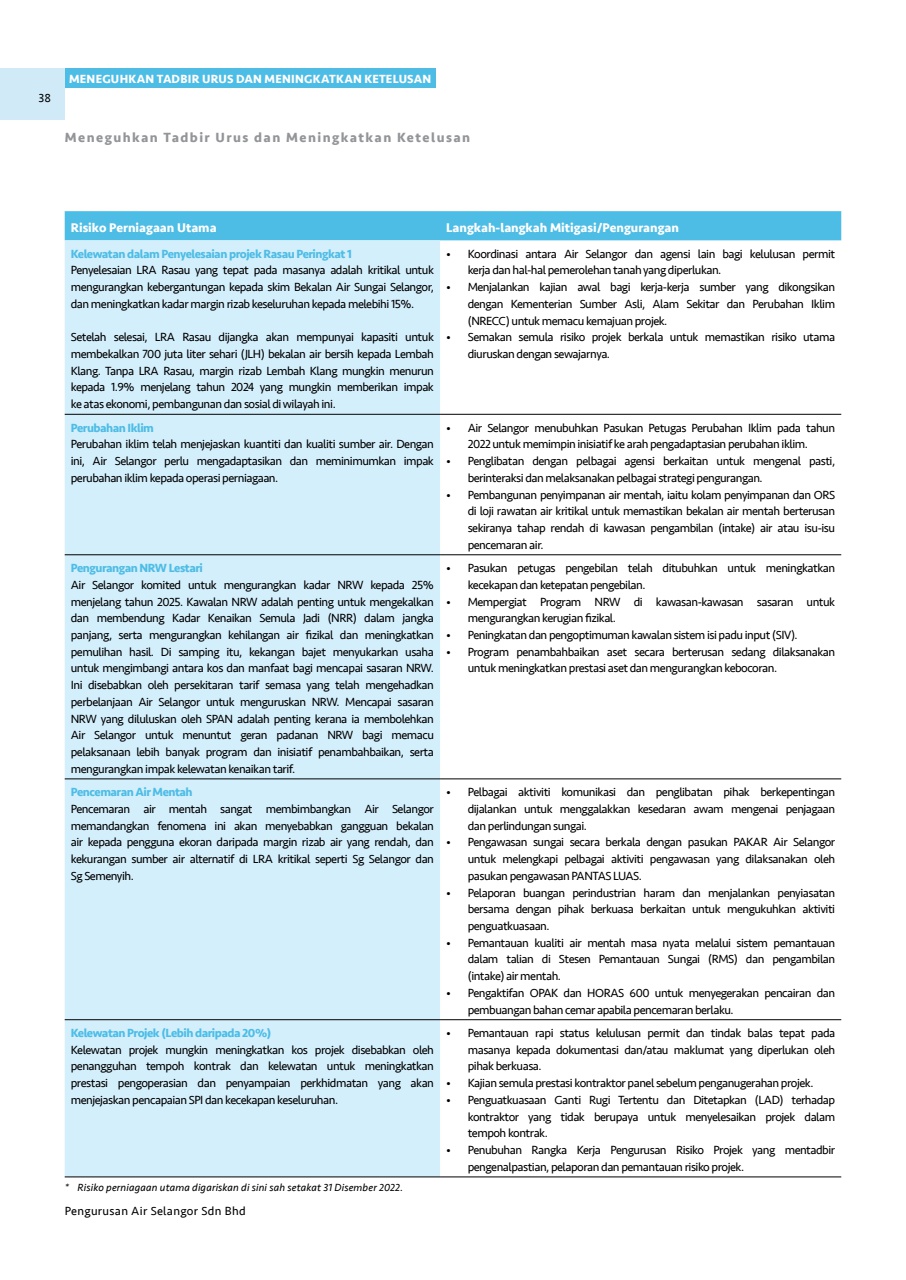 MENEGUHKAN TADBIR URUS DAN MENINGKATKAN KETELUSAN
38
Meneguhkan Tadbir Urus dan Meningkatkan Ketelusan
Risiko Perniagaan Utama
Langkah-langkah Mitigasi/Pengurangan
Kelewatan dalam Penyelesaian projek Rasau Peringkat 1
Penyelesaian LRA Rasau yang tepat pada masanya adalah kritikal untuk
mengurangkan kebergantungan kepada skim Bekalan Air Sungai Selangor,
dan meningkatkan kadar margin rizab keseluruhan kepada melebihi 15%.
Setelah selesai, LRA Rasau dijangka akan mempunyai kapasiti untuk
membekalkan 700 juta liter sehari (JLH) bekalan air bersih kepada Lembah
Klang. Tanpa LRA Rasau, margin rizab Lembah Klang mungkin menurun
kepada 1.9% menjelang tahun 2024 yang mungkin memberikan impak
ke atas ekonomi, pembangunan dan sosial di wilayah ini.
• Koordinasi antara Air Selangor dan agensi lain bagi kelulusan permit
kerja dan hal-hal pemerolehan tanah yang diperlukan.
• Menjalankan kajian awal bagi kerja-kerja sumber yang dikongsikan
dengan Kementerian Sumber Asli, Alam Sekitar dan Perubahan Iklim
(NRECC) untuk memacu kemajuan projek.
• Semakan semula risiko projek berkala untuk memastikan risiko utama
diuruskan dengan sewajarnya.
Perubahan Iklim
Perubahan iklim telah menjejaskan kuantiti dan kualiti sumber air. Dengan
ini, Air Selangor perlu mengadaptasikan dan meminimumkan impak
perubahan iklim kepada operasi perniagaan.
• Air Selangor menubuhkan Pasukan Petugas Perubahan Iklim pada tahun
2022 untuk memimpin inisiatif ke arah pengadaptasian perubahan iklim.
• Penglibatan dengan pelbagai agensi berkaitan untuk mengenal pasti,
berinteraksi dan melaksanakan pelbagai strategi pengurangan.
• Pembangunan penyimpanan air mentah, iaitu kolam penyimpanan dan ORS
di loji rawatan air kritikal untuk memastikan bekalan air mentah berterusan
sekiranya tahap rendah di kawasan pengambilan (intake) air atau isu-isu
pencemaran air.
Pengurangan NRW Lestari
Air Selangor komited untuk mengurangkan kadar NRW kepada 25%
menjelang tahun 2025. Kawalan NRW adalah penting untuk mengekalkan
dan membendung Kadar Kenaikan Semula Jadi (NRR) dalam jangka
panjang, serta mengurangkan kehilangan air fizikal dan meningkatkan
pemulihan hasil. Di samping itu, kekangan bajet menyukarkan usaha
untuk mengimbangi antara kos dan manfaat bagi mencapai sasaran NRW.
Ini disebabkan oleh persekitaran tarif semasa yang telah mengehadkan
perbelanjaan Air Selangor untuk menguruskan NRW. Mencapai sasaran
NRW yang diluluskan oleh SPAN adalah penting kerana ia membolehkan
Air Selangor untuk menuntut geran padanan NRW bagi memacu
pelaksanaan lebih banyak program dan inisiatif penambahbaikan, serta
mengurangkan impak kelewatan kenaikan tarif.
• Pasukan petugas pengebilan telah ditubuhkan untuk meningkatkan
kecekapan dan ketepatan pengebilan.
• Mempergiat Program NRW di kawasan-kawasan sasaran untuk
mengurangkan kerugian fizikal.
• Peningkatan dan pengoptimuman kawalan sistem isi padu input (SIV).
• Program penambahbaikan aset secara berterusan sedang dilaksanakan
untuk meningkatkan prestasi aset dan mengurangkan kebocoran.
Pencemaran Air Mentah
Pencemaran air mentah sangat membimbangkan Air Selangor
memandangkan fenomena ini akan menyebabkan gangguan bekalan
air kepada pengguna ekoran daripada margin rizab air yang rendah, dan
kekurangan sumber air alternatif di LRA kritikal seperti Sg Selangor dan
Sg Semenyih.
• Pelbagai aktiviti komunikasi dan penglibatan pihak berkepentingan
dijalankan untuk menggalakkan kesedaran awam mengenai penjagaan
dan perlindungan sungai.
• Pengawasan sungai secara berkala dengan pasukan PAKAR Air Selangor
untuk melengkapi pelbagai aktiviti pengawasan yang dilaksanakan oleh
pasukan pengawasan PANTAS LUAS.
• Pelaporan buangan perindustrian haram dan menjalankan penyiasatan
bersama dengan pihak berkuasa berkaitan untuk mengukuhkan aktiviti
penguatkuasaan.
• Pemantauan kualiti air mentah masa nyata melalui sistem pemantauan
dalam talian di Stesen Pemantauan Sungai (RMS) dan pengambilan
(intake) air mentah.
• Pengaktifan OPAK dan HORAS 600 untuk menyegerakan pencairan dan
pembuangan bahan cemar apabila pencemaran berlaku.
Kelewatan Projek (Lebih daripada 20%)
Kelewatan projek mungkin meningkatkan kos projek disebabkan oleh
penangguhan tempoh kontrak dan kelewatan untuk meningkatkan
prestasi pengoperasian dan penyampaian perkhidmatan yang akan
menjejaskan pencapaian SPI dan kecekapan keseluruhan.
• Pemantauan rapi status kelulusan permit dan tindak balas tepat pada
masanya kepada dokumentasi dan/atau maklumat yang diperlukan oleh
pihak berkuasa.
• Kajian semula prestasi kontraktor panel sebelum penganugerahan projek.
• Penguatkuasaan Ganti Rugi Tertentu dan Ditetapkan (LAD) terhadap
kontraktor yang tidak berupaya untuk menyelesaikan projek dalam
tempoh kontrak.
• Penubuhan Rangka Kerja Pengurusan Risiko Projek yang mentadbir
pengenalpastian, pelaporan dan pemantauan risiko projek.
* Risiko perniagaan utama digariskan di sini sah setakat 31 Disember 2022.
Pengurusan Air Selangor Sdn Bhd